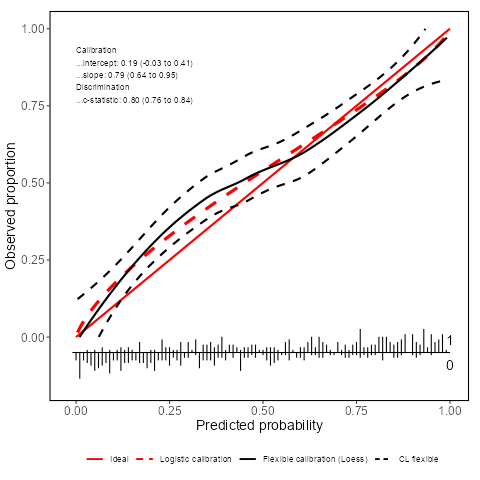 Calibration
...intercept: 0.19 (-0.03 to 0.41)
...slope: 0.79 (0.64 to 0.95)
Discrimination
...c-statistic: 0.80 (0.76 to 0.84)
1.00
0.75
0.50
0.25
0.00
Observed proportion
1
0
0.00 0.25 0.50 0.75 1.00
Predicted probability
Ideal Logistic calibration Flexible calibration (Loess) CL flexible